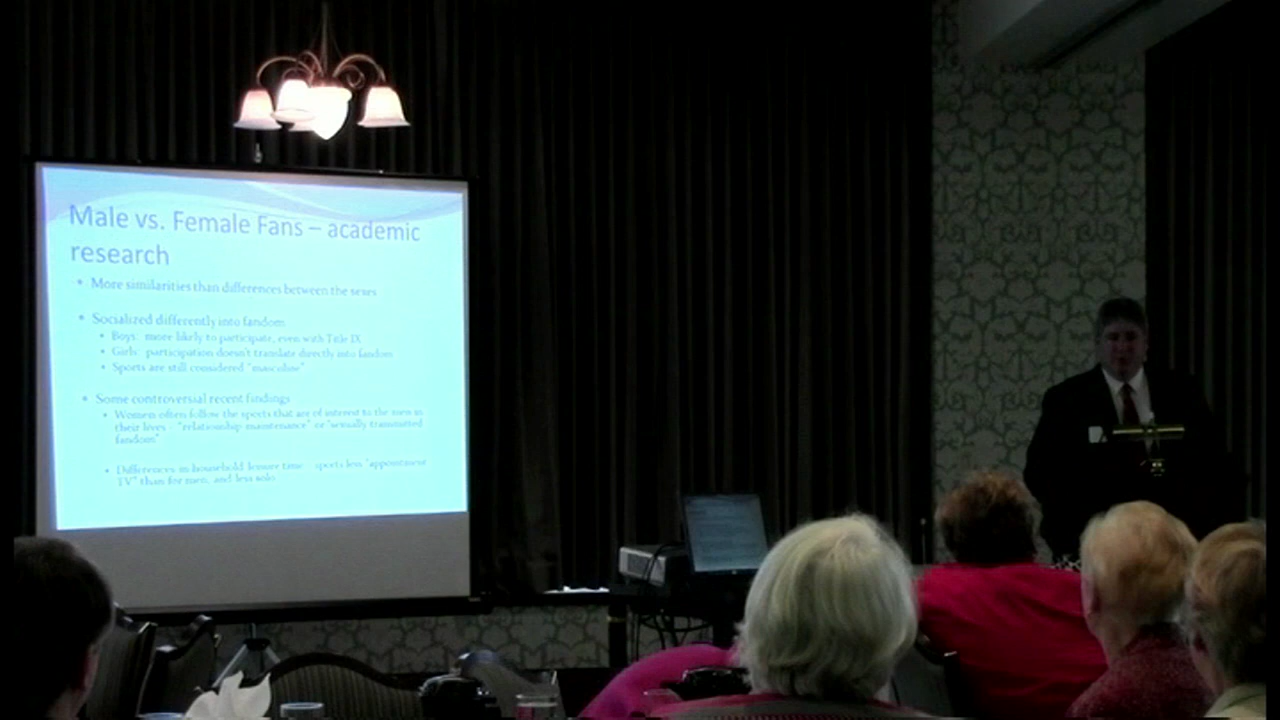 Male vs. Female Fans – academic
research
• More similarities than differences between the sexes
• Socialized differently into fandom
• Boys: more likely to participate, even with Title IX
• Girls: participation doesn't translate directly into fandom
• Sports are still considered "masculine"
• Some controversial recent findings
• Women often follow the sports that are of interest to the men in
their lives - "relationship maintenance" or "sexually transmitted
fandom"
• Differences in household leisure time - sports less "appointment
TV" than for men, and less solo